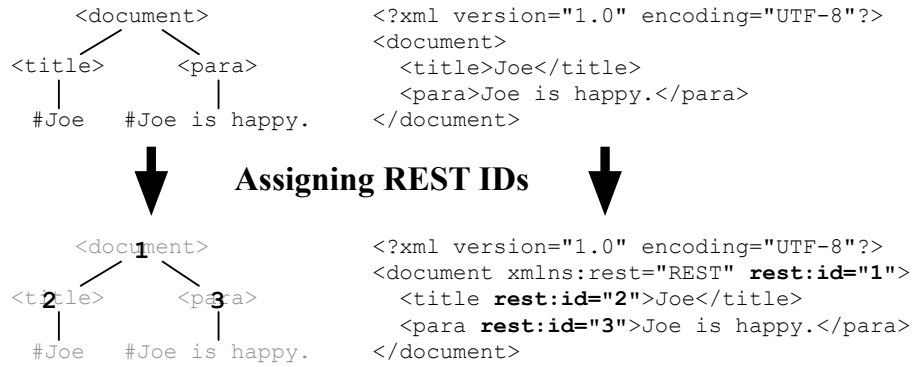 <document>
<title> <para>
#Joe #Joe is happy.
<?xml version="1.0" encoding="UTF-8"?>
<document>
<title>Joe</title>
<para>Joe is happy.</para>
</document>
Assigning REST IDs
<document>
1
<title> <para>
2 3
#Joe #Joe is happy.
<?xml version="1.0" encoding="UTF-8"?>
<document xmlns:rest="REST" rest:id="1">
<title rest:id="2">Joe</title>
<para rest:id="3">Joe is happy.</para>
</document>